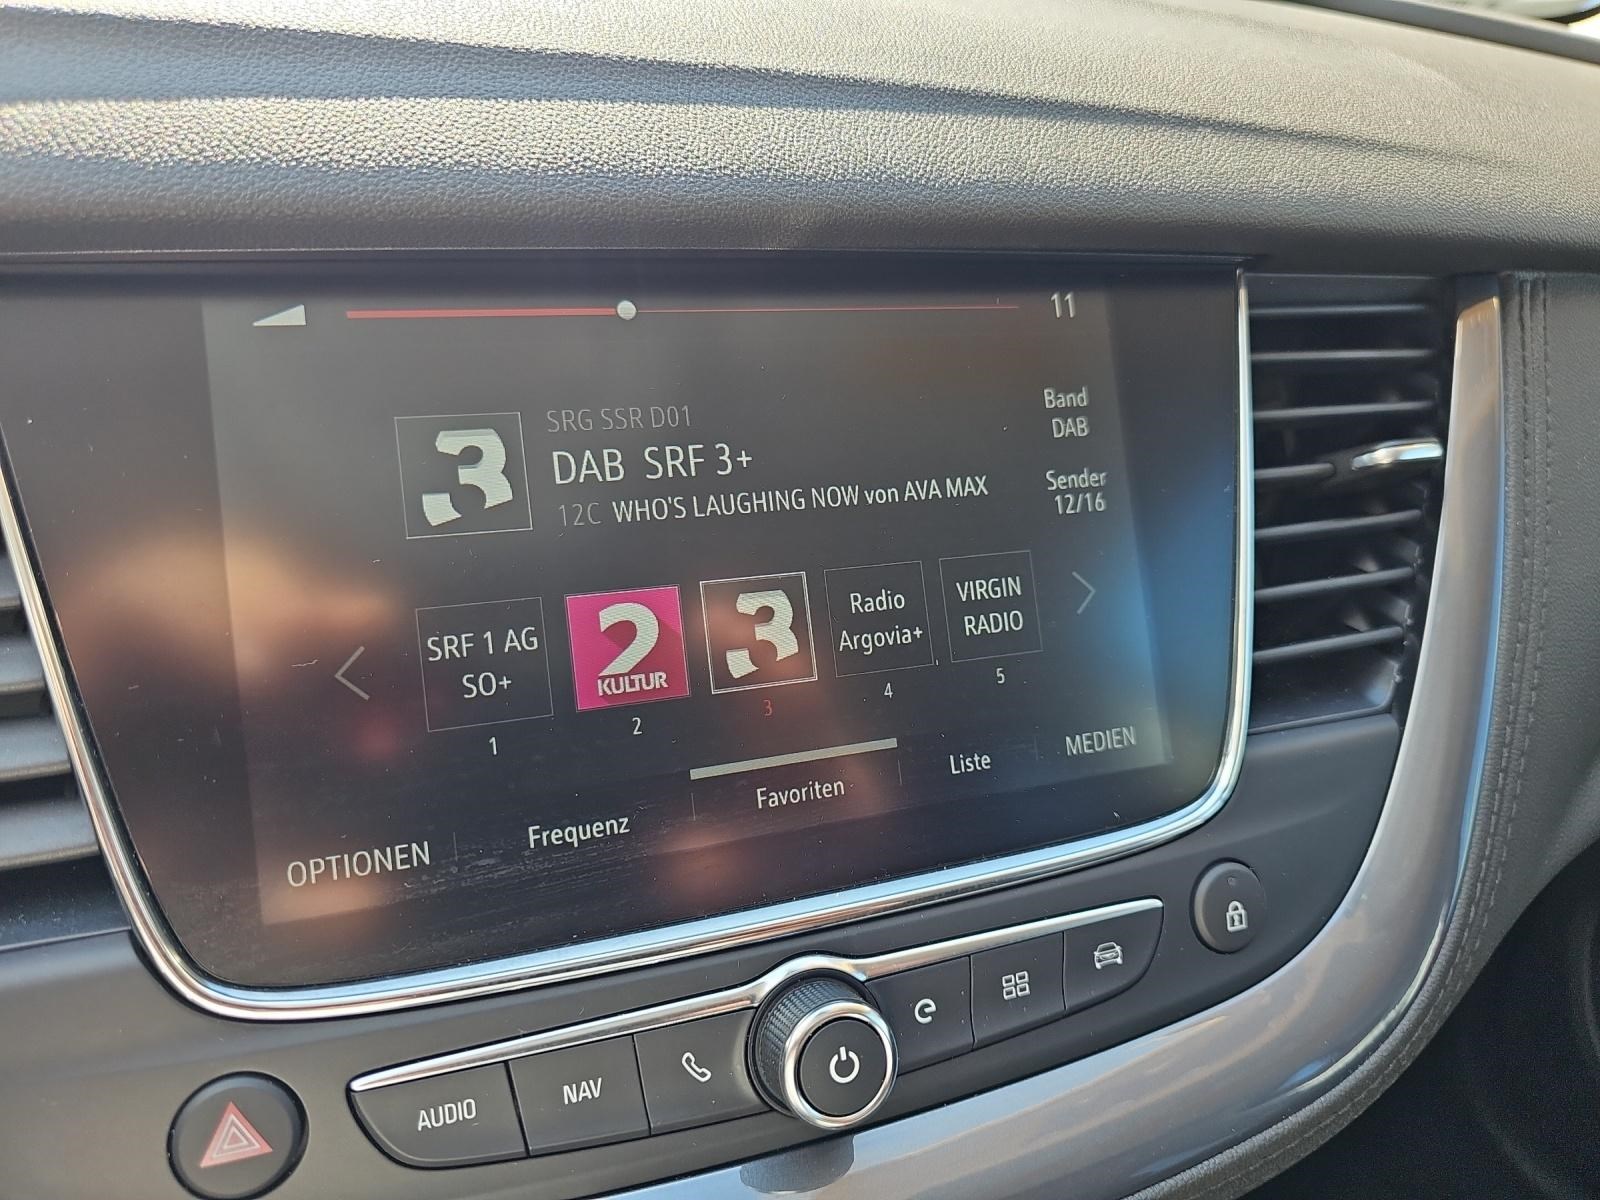 11
SRG SSR D01
DAB SRF 3+
12C WHO'S LAUGHING NOW von AVA MAX
Band
DAB
Sender
12/16
3
SRF 1 AG
SO+
1
2
KULTUR
2
3
3
Radio
Argovia+
4
VIRGIN
RADIO
5
OPTIONEN
Frequenz
Favoriten
Liste
MEDIEN
AUDIO
NAV
e